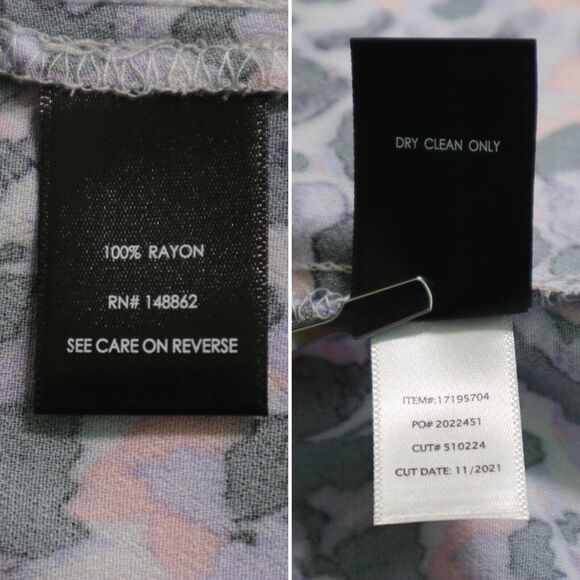 100% RAYON
RN# 148862
SEE CARE ON REVERSE
DRY CLEAN ONLY
ITEM#:17195704
PO# 2022451
CUT# 510224
CUT DATE: 11/2021